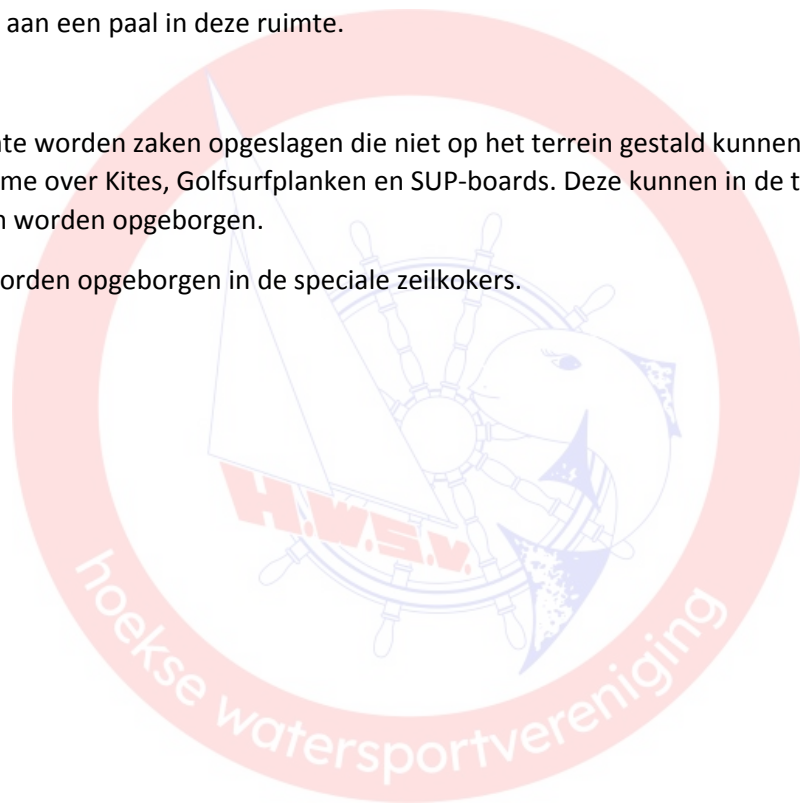 aan een paal in deze ruimte.
te worden zaken opgeslagen die niet op het terrein gestald kunnen
me over Kites, Golfsurfplanken en SUP-boards. Deze kunnen in de t
n worden opgeborgen.
orden opgeborgen in de speciale zeilkokers.
H.W.S.V.
hoekse watersportvereniging